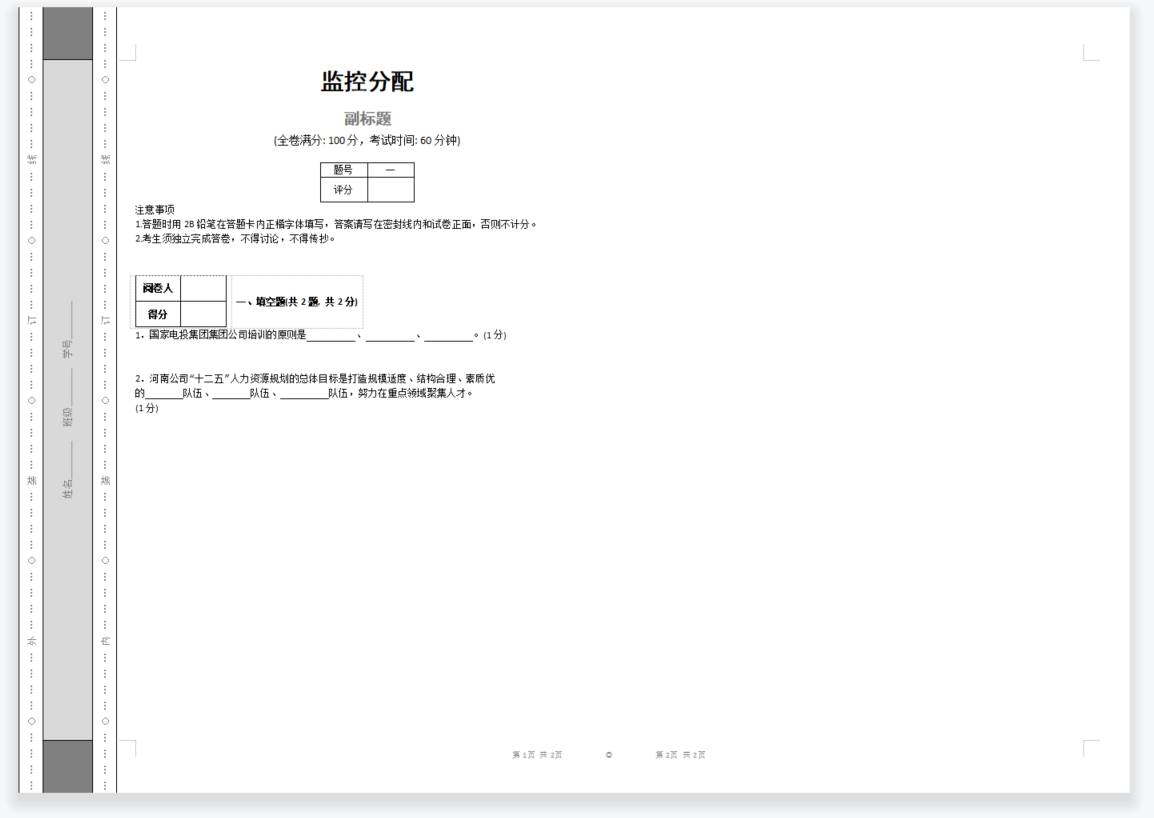 线
订
装
外
学号
班级
姓名
线
订
装
内
监控分配
副标题
(全卷满分: 100 分，考试时间: 60 分钟)
题号 一
评分
注意事项
1.答题时用 2B 铅笔在答题卡内正楷字体填写，答案请写在密封线内和试卷正面，否则不计分。
2.考生须独立完成答卷，不得讨论，不得传抄。
阅卷人
得分
一、填空题(共 2 题, 共 2 分)
1. 国家电投集团集团公司培训的原则是________、________、________。(1 分)
2. 河南公司“十二五”人力资源规划的总体目标是打造规模适度、结构合理、素质优
的______队伍、______队伍、________队伍，努力在重点领域聚集人才。
(1 分)
第 1页 共 2页 © 第 2页 共 2页